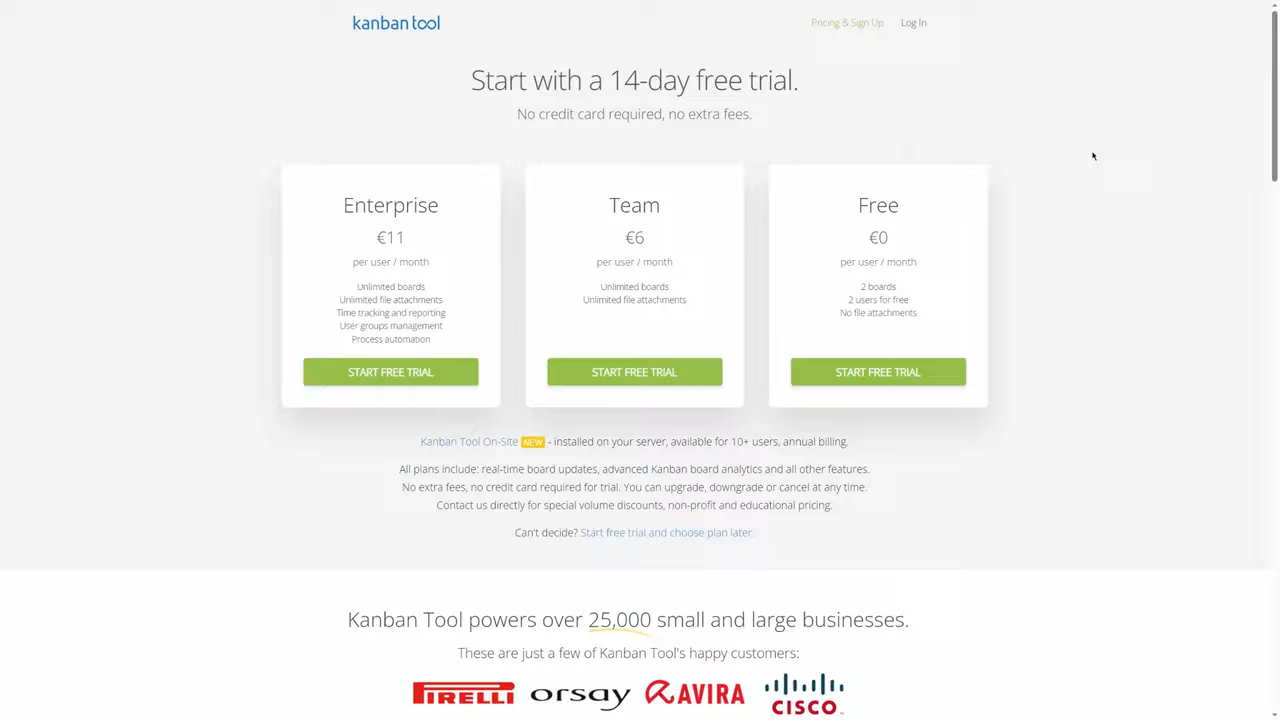 kanban tool
Pricing & Sign Up
Log In
Start with a 14-day free trial.
No credit card required, no extra fees.
Enterprise
€11
per user / month
Unlimited boards
Unlimited file attachments
Time tracking and reporting
User groups management
Process automation
START FREE TRIAL
Team
€6
per user / month
Unlimited boards
Unlimited file attachments
START FREE TRIAL
Free
€0
per user / month
2 boards
2 users for free
No file attachments
START FREE TRIAL
Kanban Tool On-Site NEW - installed on your server, available for 10+ users, annual billing.
All plans include: real-time board updates, advanced Kanban board analytics and all other features.
No extra fees, no credit card required for trial. You can upgrade, downgrade or cancel at any time.
Contact us directly for special volume discounts, non-profit and educational pricing.
Can't decide? Start free trial and choose plan later.
Kanban Tool powers over 25,000 small and large businesses.
These are just a few of Kanban Tool's happy customers:
PIRELLI orsay AVIRA CISCO